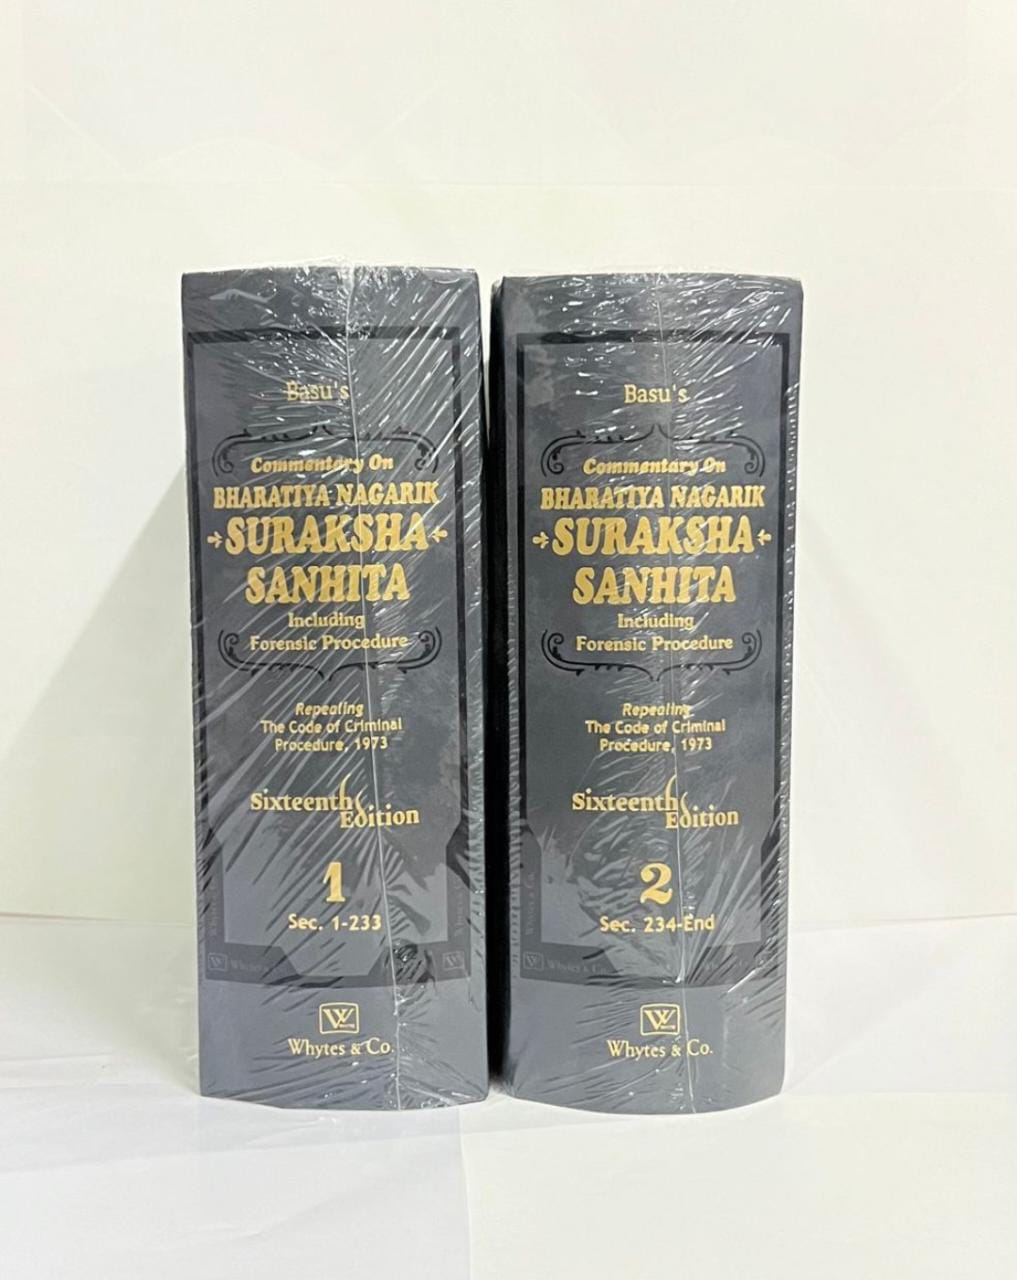 Basu's
Commentary On
BHARATIYA NAGARIK
SURAKSHA
SANHITA
Including
Forensic Procedure
Repealing
The Code of Criminal
Procedure, 1973
Sixteenth
Edition
1
Sec. 1-233
W
Whytes & Co.
Basu's
Commentary On
BHARATIYA NAGARIK
SURAKSHA
SANHITA
Including
Forensic Procedure
Repealing
The Code of Criminal
Procedure, 1973
Sixteenth
Edition
2
Sec. 234-End
W
Whytes & Co.